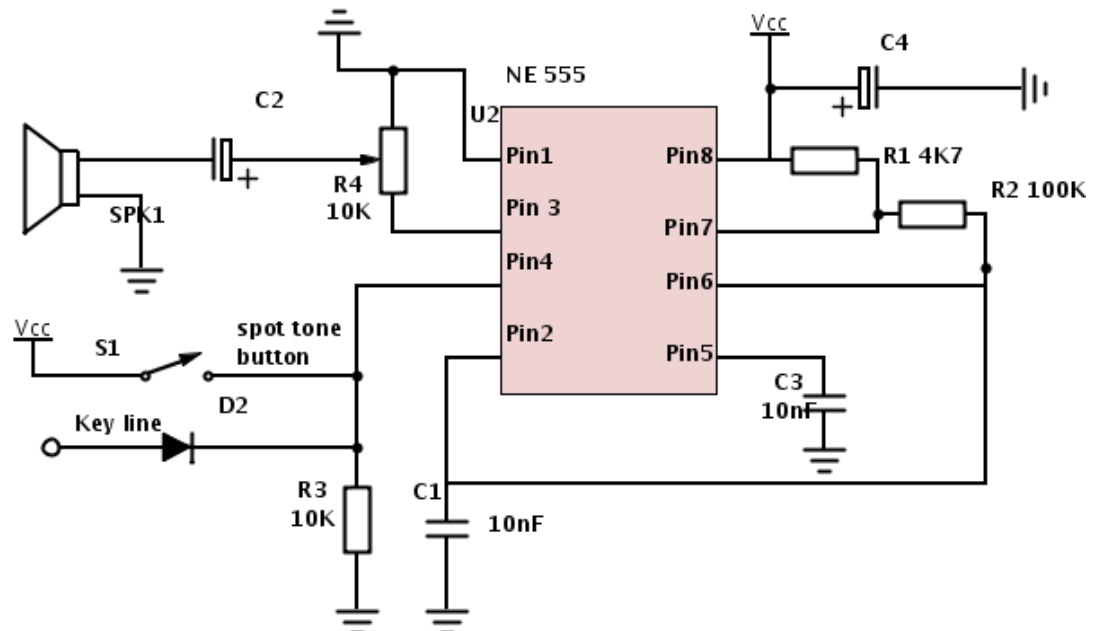 Vcc
C4
NE 555
C2
U2
Pin1
Pin8
R1 4K7
R4
10K
R2 100K
SPK1
Pin 3
Pin7
Pin4
Pin6
Vcc
S1
spot tone
button
Pin2
Pin5
C3
10nF
D2
Key line
R3
10K
C1
10nF
+
+